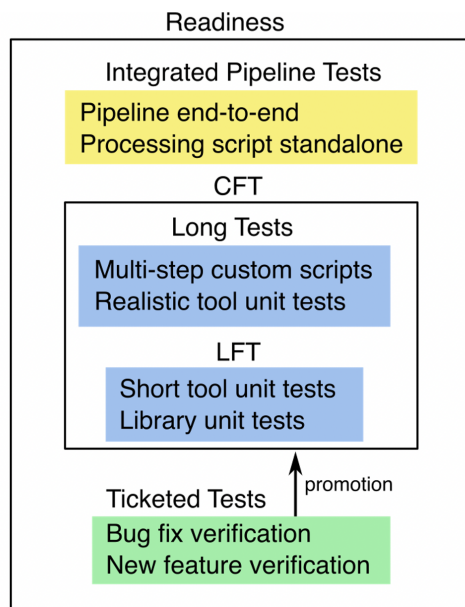 Readiness
Integrated Pipeline Tests
Pipeline end-to-end
Processing script standalone
CFT
Long Tests
Multi-step custom scripts
Realistic tool unit tests
LFT
Short tool unit tests
Library unit tests
promotion
Ticketed Tests
Bug fix verification
New feature verification